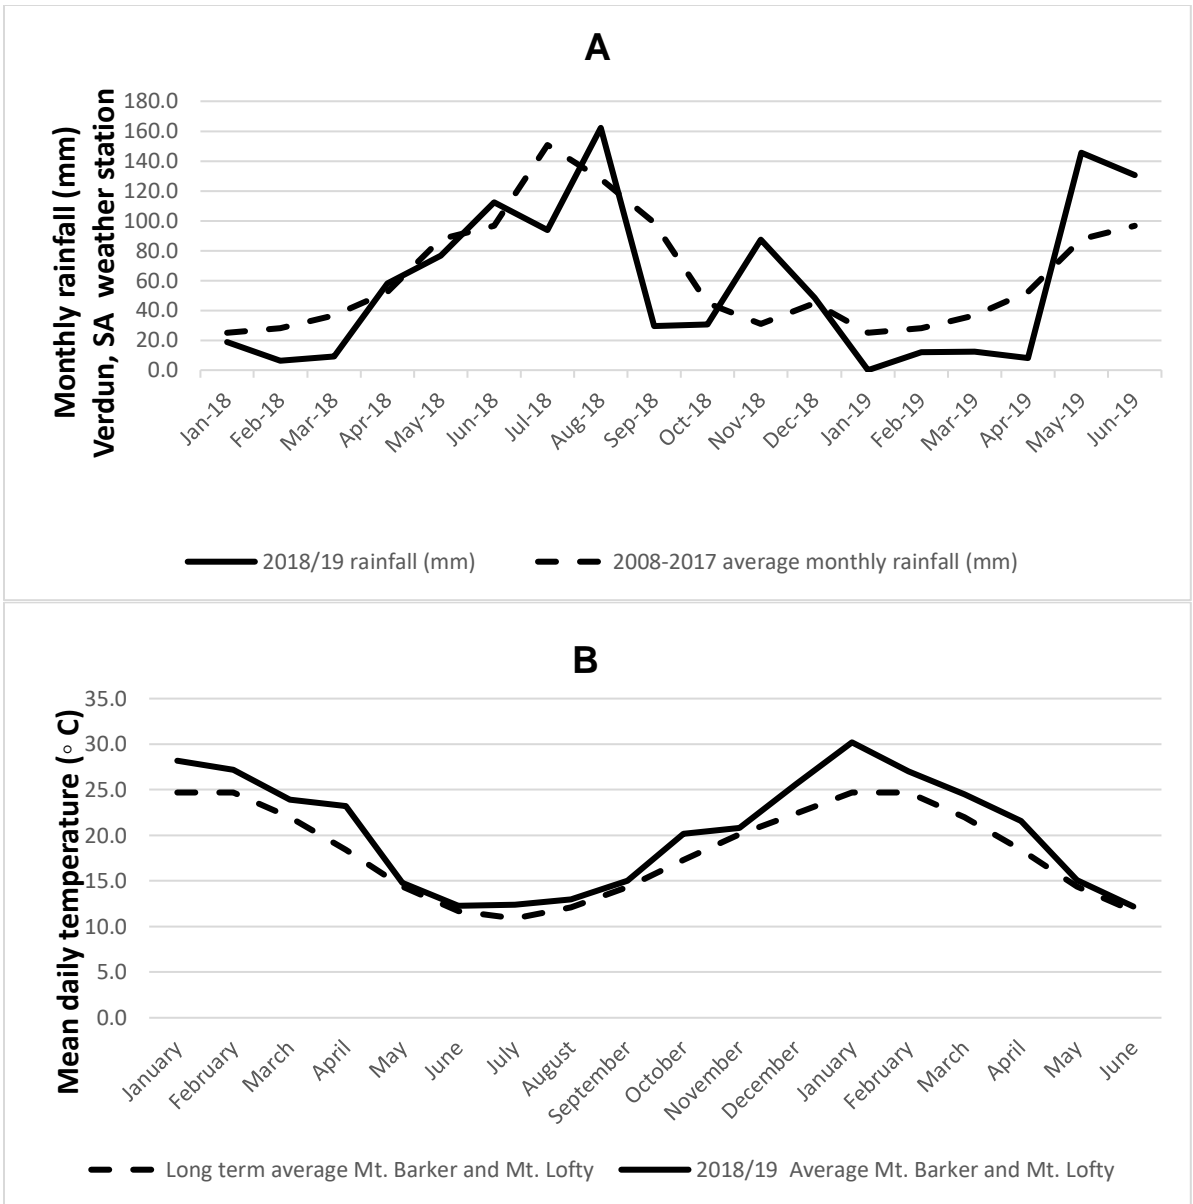 A
Monthly rainfall (mm)
Verdun, SA  weather station
180.0
160.0
140.0
120.0
100.0
80.0
60.0
40.0
20.0
0.0
Jan-18
Feb-18
Mar-18
Apr-18
May-18
Jun-18
Jul-18
Aug-18
Sep-18
Oct-18
Nov-18
Dec-18
Jan-19
Feb-19
Mar-19
Apr-19
May-19
Jun-19
2018/19 rainfall (mm)
2008-2017 average monthly rainfall (mm)
B
Mean daily temperature (◦ C)
35.0
30.0
25.0
20.0
15.0
10.0
5.0
0.0
January
February
March
April
May
June
July
August
September
October
November
December
January
February
March
April
May
June
Long term average Mt. Barker and Mt. Lofty
2018/19  Average Mt. Barker and Mt. Lofty